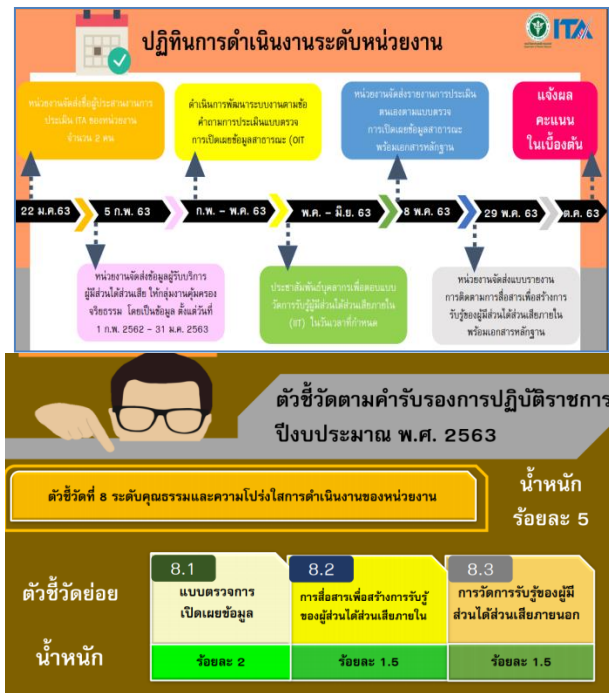 ปฏิทินการดำเนินงานระดับหน่วยงาน
ITA
หน่วยงานจัดส่งชื่อผู้ประสานงานการ
ประเมิน ITA ของหน่วยงาน
จำนวน 2 คน
ดำเนินการพัฒนาระบบงานตามข้อ
คำถามการประเมินแบบตรวจ
การเปิดเผยข้อมูลสาธารณะ (OIT
หน่วยงานจัดส่งรายงานการประเมิน
ตนเองตามแบบตรวจ
การเปิดเผยข้อมูลสาธารณะ
พร้อมเอกสารหลักฐาน
แจ้งผล
คะแนน
ในเบื้องต้น
22 ม.ค.63
5 ก.พ. 63
ก.พ. - พ.ค. 63
พ.ค. - มิ.ย. 63
8 พ.ค. 63
29 พ.ค. 63
ต.ค. 63
หน่วยงานจัดส่งข้อมูลผู้รับบริการ
ผู้มีส่วนได้ส่วนเสีย ให้กลุ่มงานคุ้มครอง
จริยธรรม โดยเป็นข้อมูล ตั้งแต่วันที่
1 ก.พ. 2562 - 31 ม.ค. 2563
ประชาสัมพันธ์บุคลากรเพื่อตอบแบบ
วัดการรับรู้ผู้มีส่วนได้ส่วนเสียภายใน
(IIT) ในวันเวลาที่กำหนด
หน่วยงานจัดส่งแบบรายงาน
การติดตามการสื่อสารเพื่อสร้างการ
รับรู้ของผู้มีส่วนได้ส่วนเสียภายใน
พร้อมเอกสารหลักฐาน
ตัวชี้วัดตามคำรับรองการปฏิบัติราชการ
ปีงบประมาณ พ.ศ. 2563
ตัวชี้วัดที่ 8 ระดับคุณธรรมและความโปร่งใสการดำเนินงานของหน่วยงาน
น้ำหนัก
ร้อยละ 5
ตัวชี้วัดย่อย
8.1
แบบตรวจการ
เปิดเผยข้อมูล
8.2
การสื่อสารเพื่อสร้างการรับรู้
ของผู้ส่วนได้ส่วนเสียภายใน
8.3
การวัดการรับรู้ของผู้มี
ส่วนได้ส่วนเสียภายนอก
น้ำหนัก
ร้อยละ 2
ร้อยละ 1.5
ร้อยละ 1.5